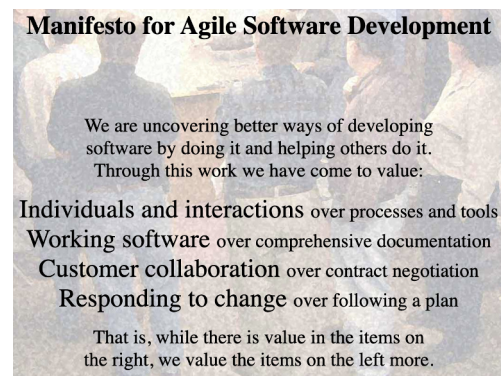 Manifesto for Agile Software Development
We are uncovering better ways of developing
software by doing it and helping others do it.
Through this work we have come to value:
Individuals and interactions over processes and tools
Working software over comprehensive documentation
Customer collaboration over contract negotiation
Responding to change over following a plan
That is, while there is value in the items on
the right, we value the items on the left more.